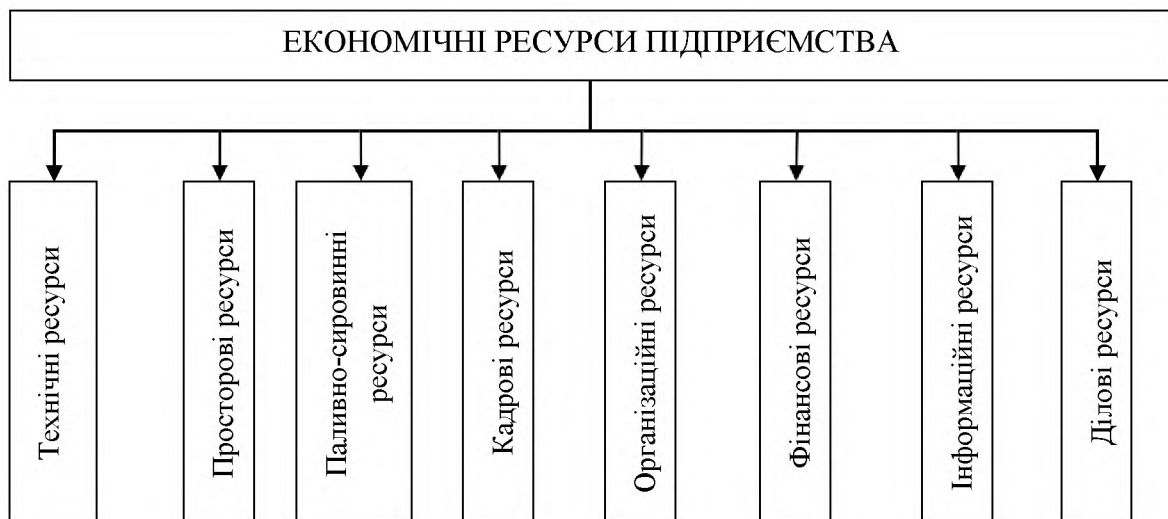 ЕКОНОМІЧНІ РЕСУРСИ ПІДПРИЄМСТВА
Технічні ресурси
Просторові ресурси
Паливно-сировинні
ресурси
Кадрові ресурси
Організаційні ресурси
Фінансові ресурси
Інформаційні ресурси
Ділові ресурси